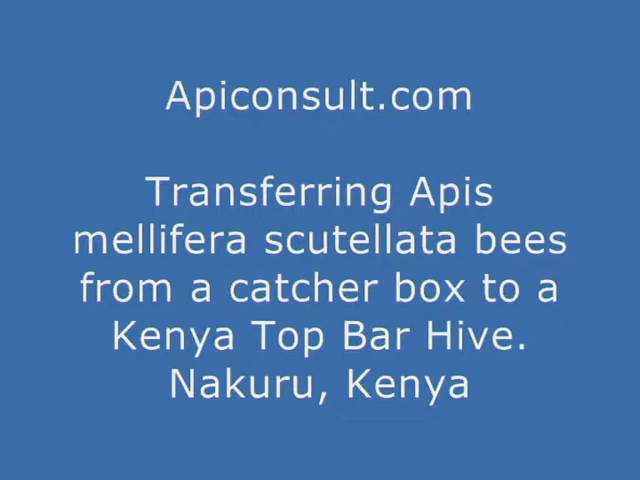 Apiconsult.com
Transferring Apis
mellifera scutellata bees
from a catcher box to a
Kenya Top Bar Hive.
Nakuru, Kenya